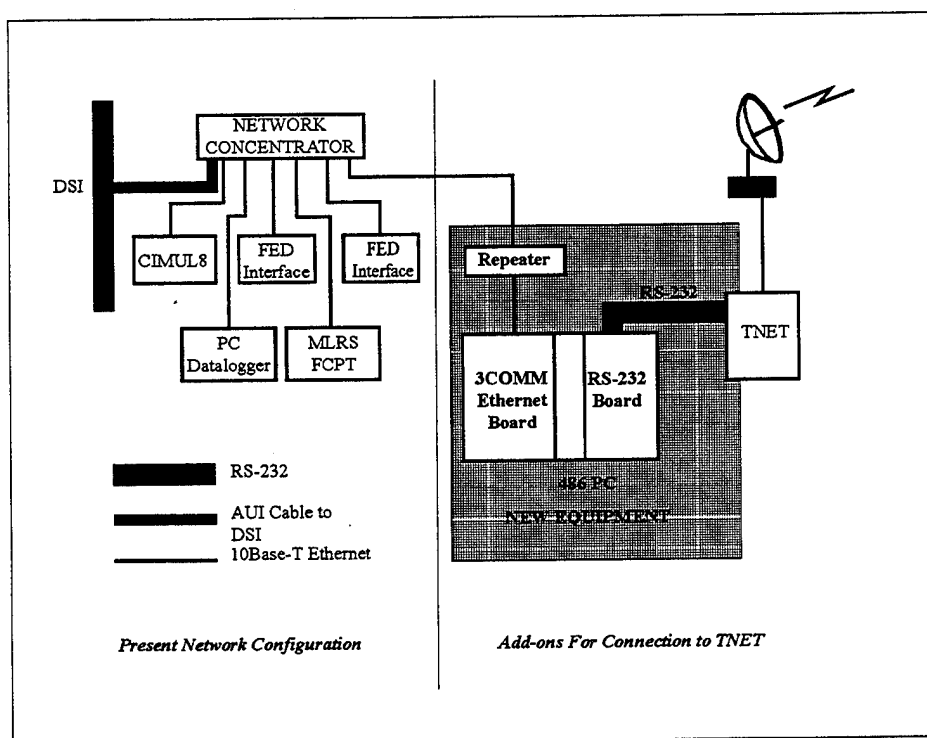 NETWORK
CONCENTRATOR
DSI
CIMUL8
FED
Interface
FED
Interface
PC
Datalogger
MLRS
FCPT
Repeater
RS-232
TNET
3COMM
Ethernet
Board
RS-232
Board
486 PC
NEW EQUIPMENT
RS-232
AUI Cable to
DSI
10Base-T Ethernet
Present Network Configuration
Add-ons For Connection to TNET